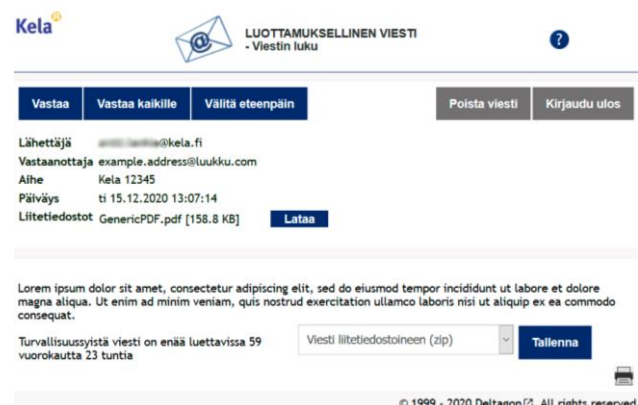 Kela
LUOTTAMUKSELLINEN VIESTI
- Viestin luku
?
Vastaa
Vastaa kaikille
Välitä eteenpäin
Poista viesti
Kirjaudu ulos
Lähettäjä @kela.fi
Vastaanottaja example.address@luukku.com
Aihe Kela 12345
Päiväys ti 15.12.2020 13:07:14
Liitetiedostot GenericPDF.pdf [158.8 KB] Lataa
Lorem ipsum dolor sit amet, consectetur adipiscing elit, sed do eiusmod tempor incididunt ut labore et dolore
magna aliqua. Ut enim ad minim veniam, quis nostrud exercitation ullamco laboris nisi ut aliquip ex ea commodo
consequat.
Turvallisuussyistä viesti on enää luettavissa 59
vuorokautta 23 tuntia
Viesti liitetiedostoineen (zip)
Tallenna
© 1999 - 2020 Deltagon. All rights reserved